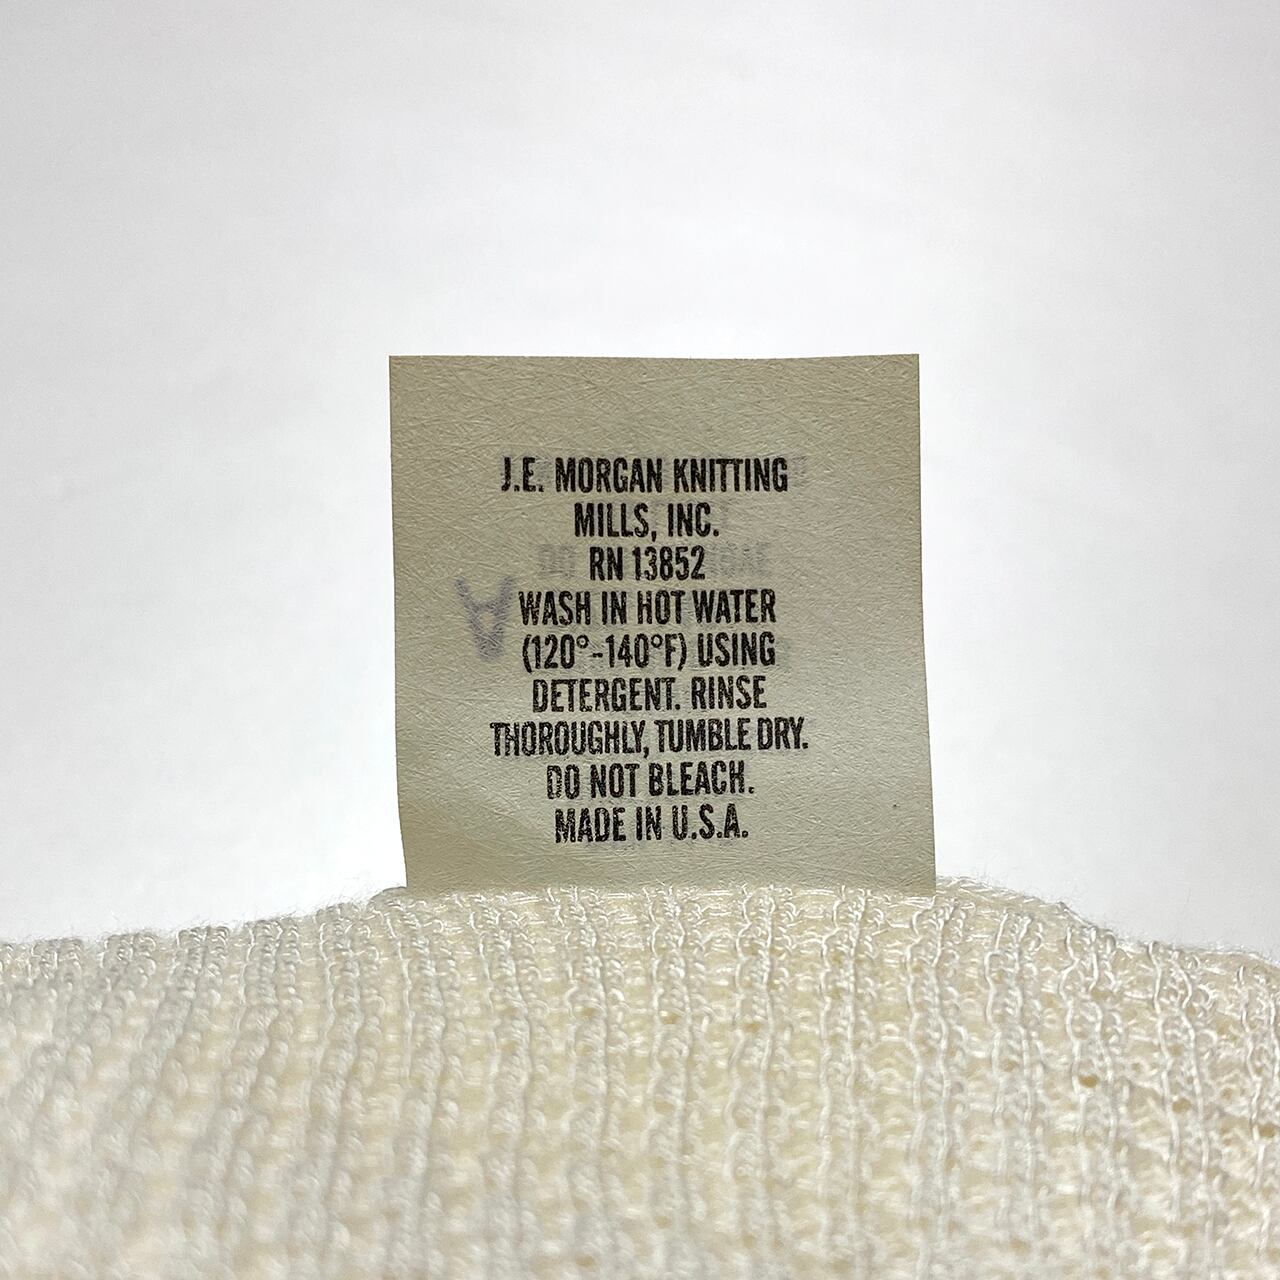 J.E. MORGAN KNITTING
MILLS, INC.
RN 13852
A
WASH IN HOT WATER
(120°-140°F) USING
DETERGENT. RINSE
THOROUGHLY, TUMBLE DRY.
DO NOT BLEACH.
MADE IN U.S.A.